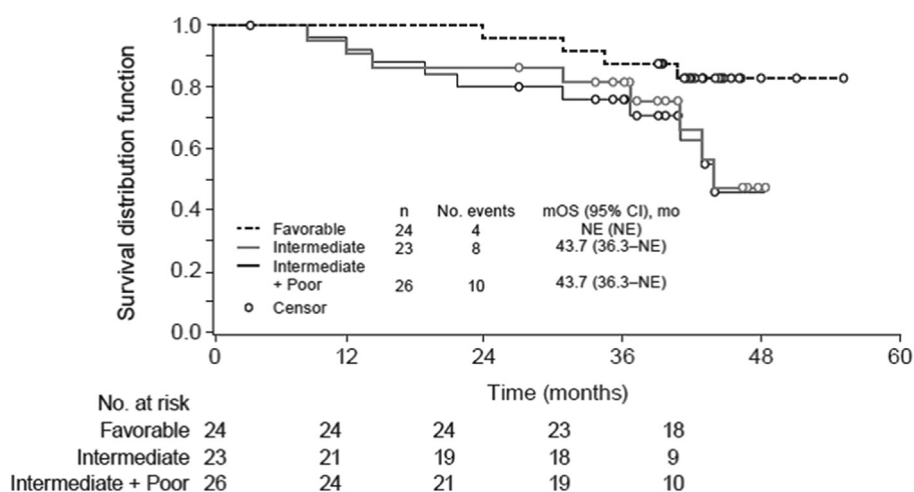 Survival distribution function
1.0
0.8
0.6
0.4
0.2
0.0
n No. events mOS (95% CI), mo
Favorable 24 4 NE (NE)
Intermediate 23 8 43.7 (36.3–NE)
Intermediate
+ Poor 26 10 43.7 (36.3–NE)
Censor
0 12 24 36 48 60
Time (months)
No. at risk
Favorable 24 24 24 23 18
Intermediate 23 21 19 18 9
Intermediate + Poor 26 24 21 19 10